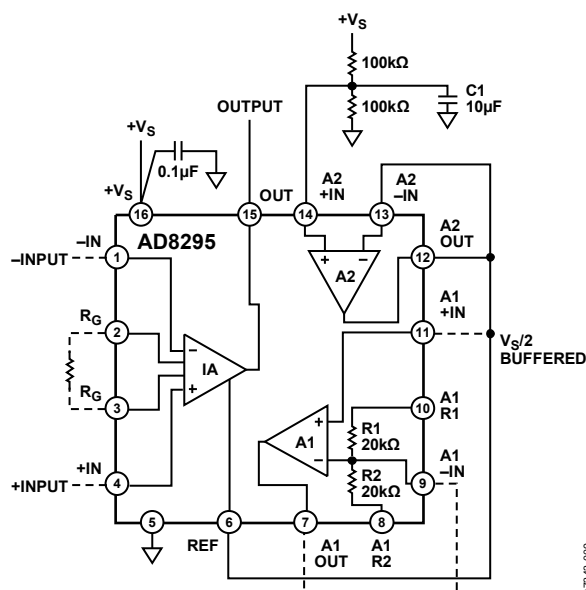 +VS
100kΩ
100kΩ
C1
10µF
OUTPUT
+VS
0.1µF
+VS
OUT
A2
+IN
A2
–IN
16
15
14
13
AD8295
A2
OUT
–IN
–INPUT
1
+
–
A2
12
A1
+IN
RG
2
11
VS/2
BUFFERED
–
IA
+
RG
3
10
A1
R1
+
A1
–
R1
20kΩ
R2
20kΩ
A1
–IN
+IN
+INPUT
4
9
5
6
7
8
REF
A1
OUT
A1
R2